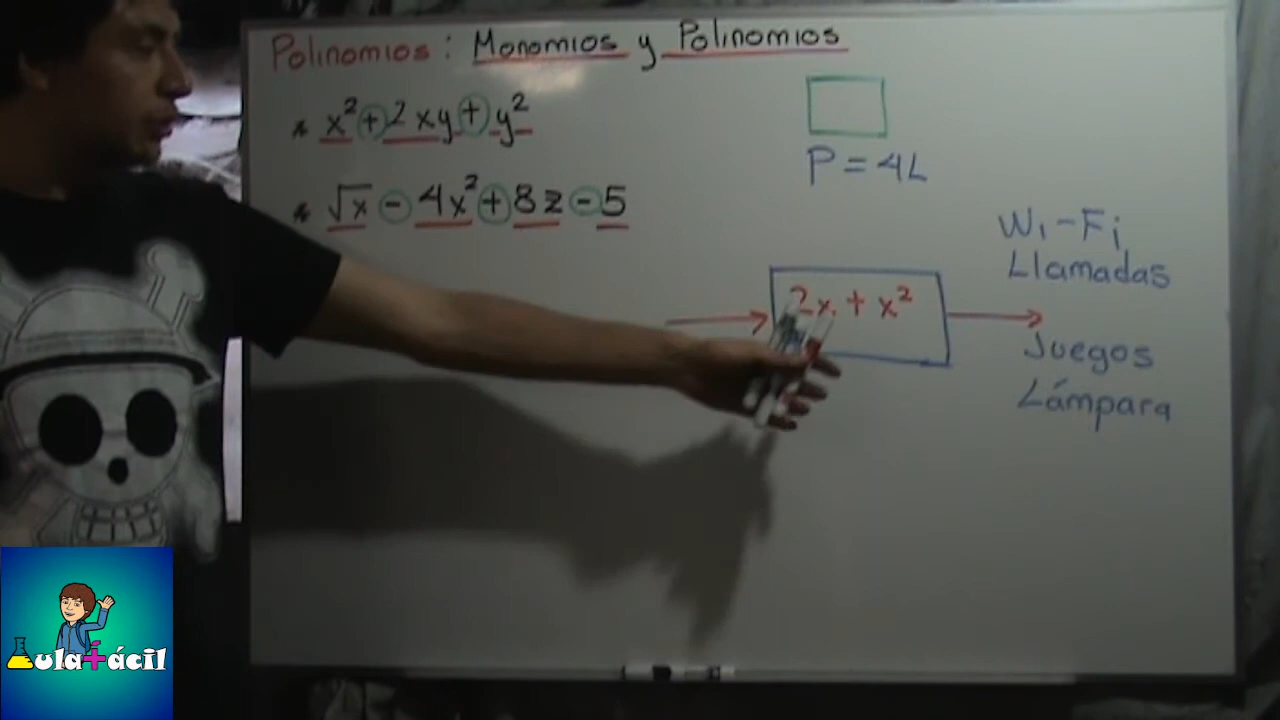 Polinomios: Monomios y Polinomios
* x² + 2xy + y²
* √x - 4x² + 8z - 5
P = 4L
Wi-Fi
Llamadas
2x + x²
Juegos
Lámpara
Aula+ácil